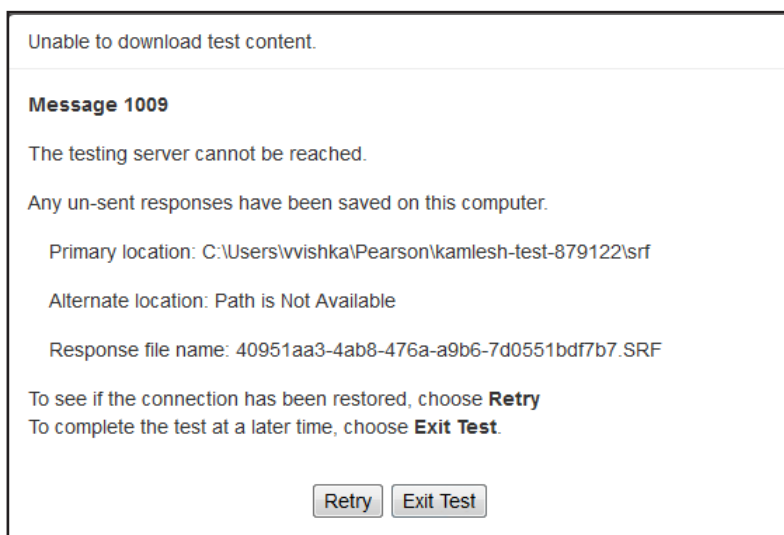 Unable to download test content.
Message 1009
The testing server cannot be reached.
Any un-sent responses have been saved on this computer.
Primary location: C:\Users\vvishka\Pearson\kamlesh-test-879122\srf
Alternate location: Path is Not Available
Response file name: 40951aa3-4ab8-476a-a9b6-7d0551bdf7b7.SRF
To see if the connection has been restored, choose Retry
To complete the test at a later time, choose Exit Test.
Retry Exit Test